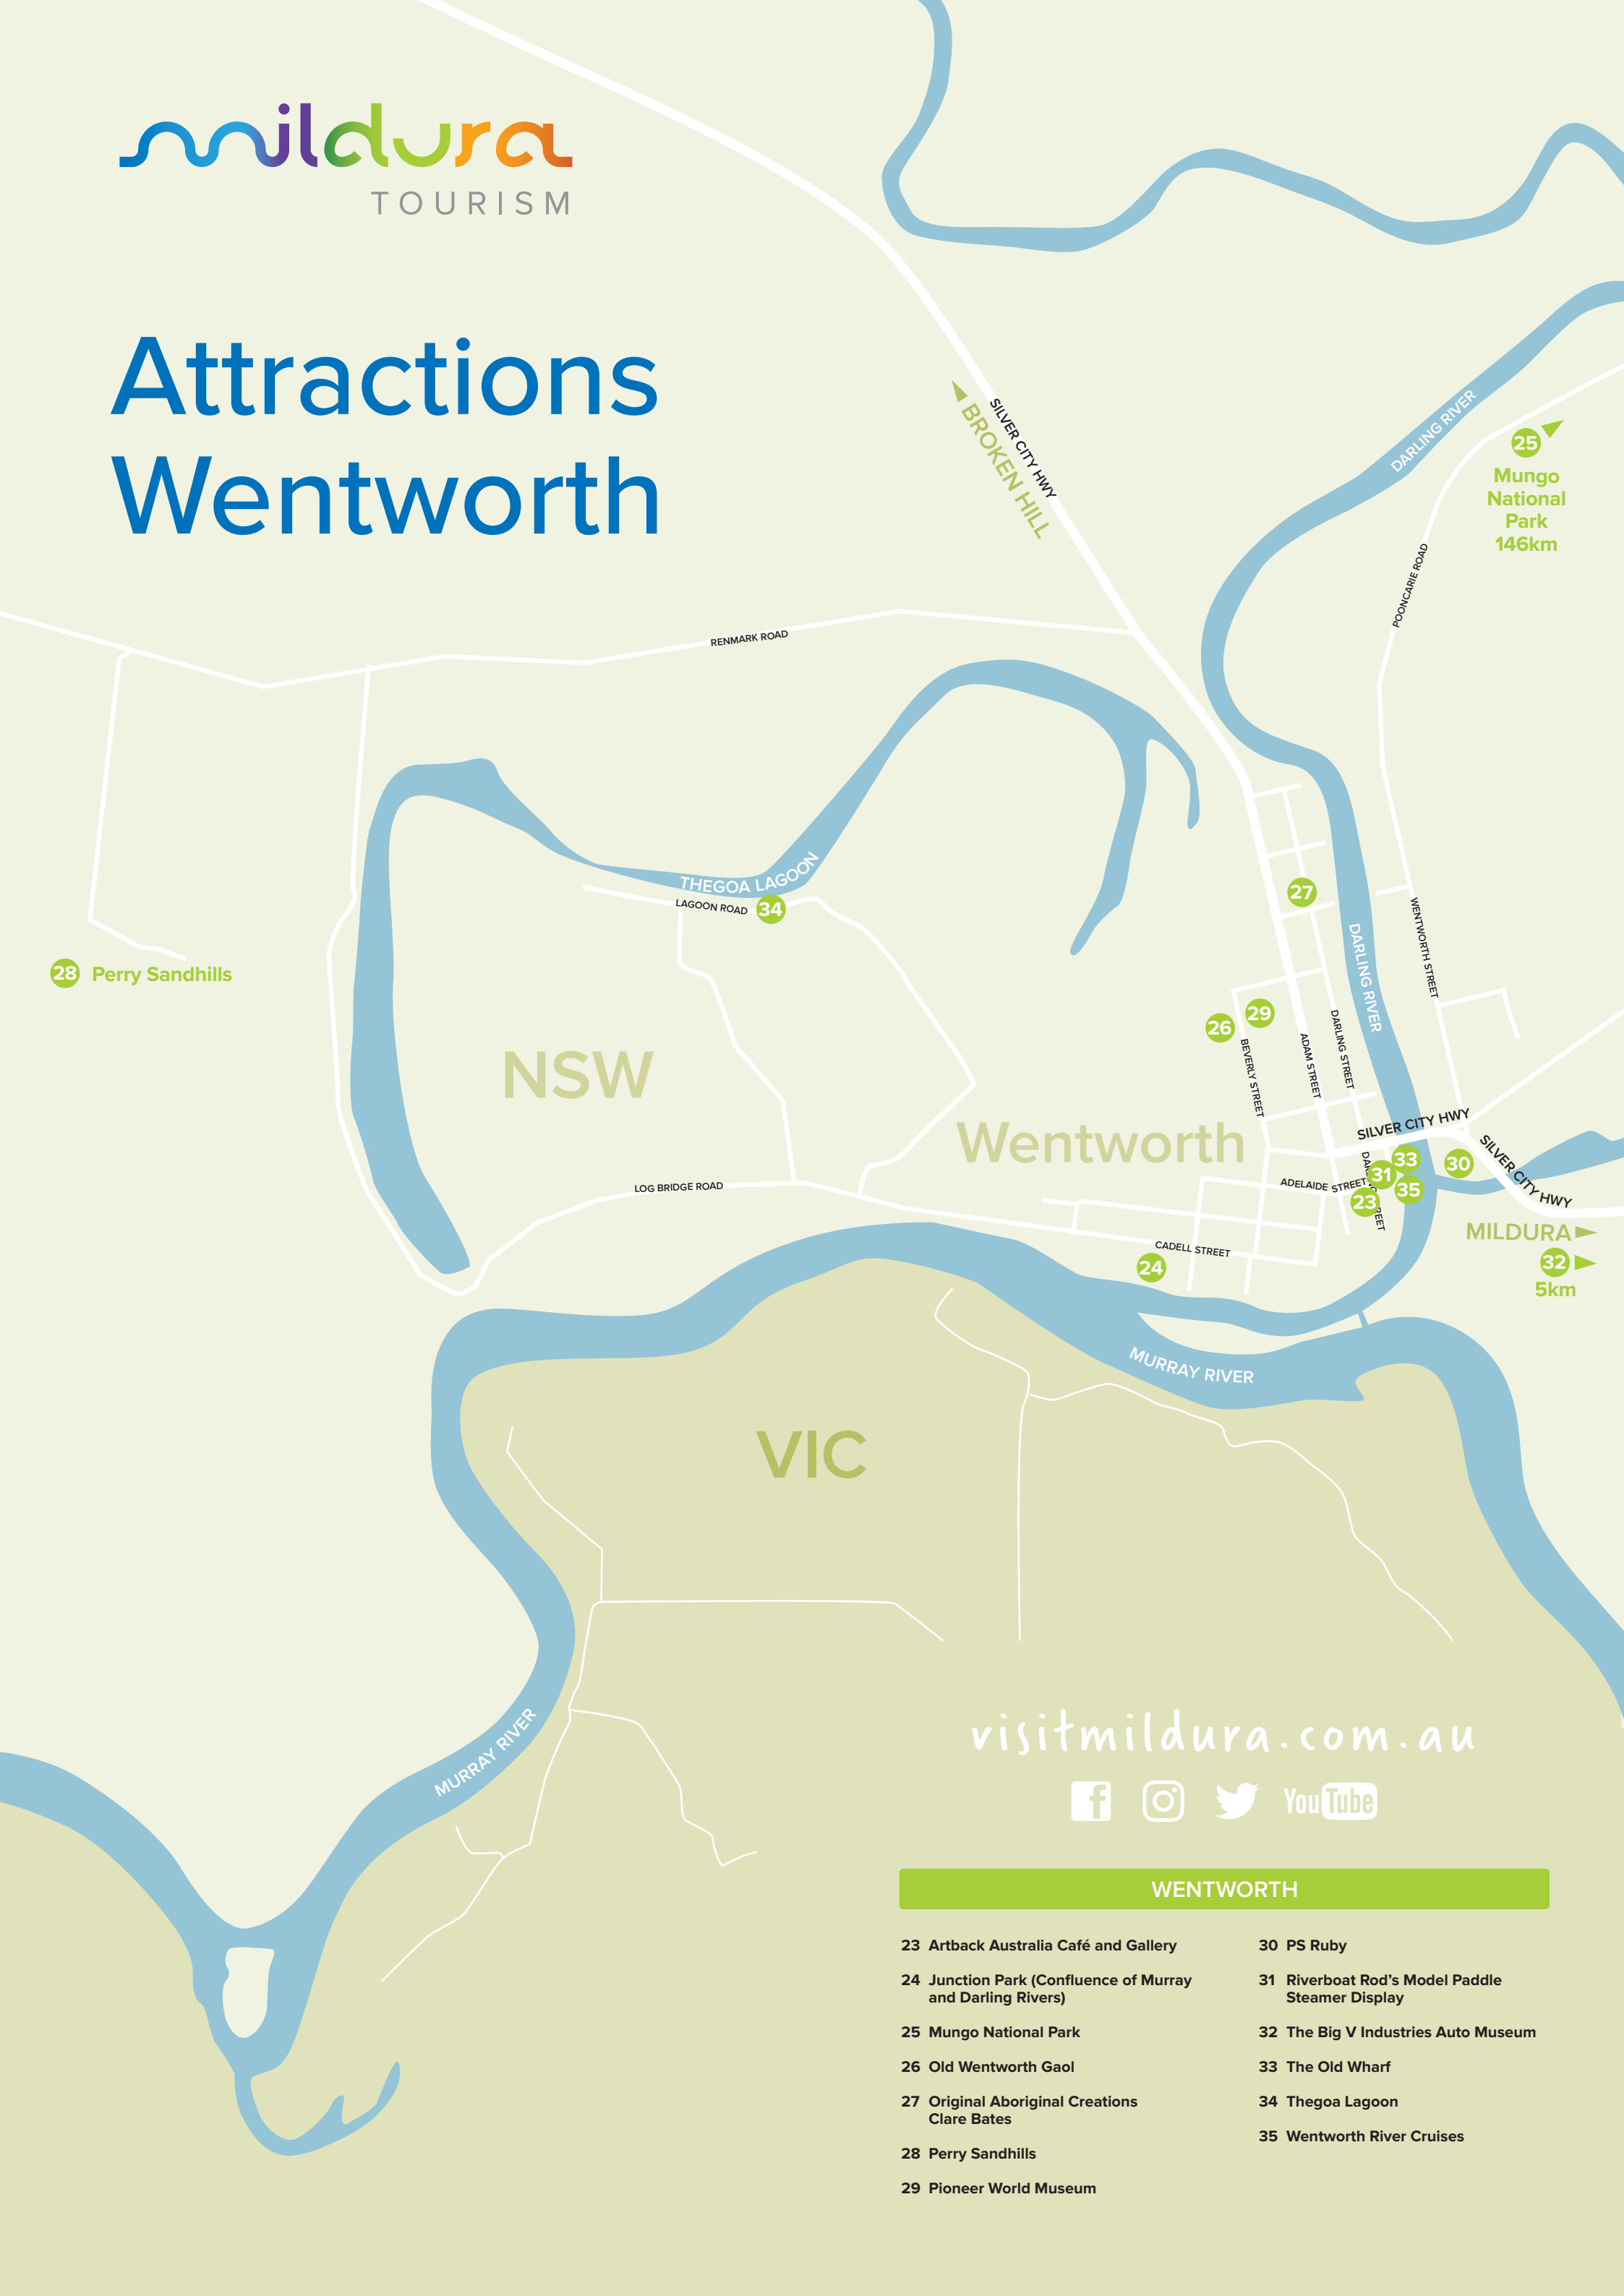 mildura
TOURISM
Attractions
Wentworth
SILVER CITY HWY
BROKEN HILL
DARLING RIVER
25
Mungo
National
Park
146km
POONCARIE ROAD
RENMARK ROAD
THEGOA LAGOON
LAGOON ROAD
34
27
28 Perry Sandhills
DARLING RIVER
WENTWORTH STREET
26
29
BEVERLY STREET
ADAM STREET
DARLING STREET
NSW
Wentworth
SILVER CITY HWY
SILVER CITY HWY
33
31
30
35
23
ADELAIDE STREET
LOG BRIDGE ROAD
MILDURA
32
5km
CADELL STREET
24
MURRAY RIVER
VIC
MURRAY RIVER
visitmildura.com.au
f
YouTube
WENTWORTH
23 Artback Australia Café and Gallery
24 Junction Park (Confluence of Murray
and Darling Rivers)
25 Mungo National Park
26 Old Wentworth Gaol
27 Original Aboriginal Creations
Clare Bates
28 Perry Sandhills
29 Pioneer World Museum
30 PS Ruby
31 Riverboat Rod's Model Paddle
Steamer Display
32 The Big V Industries Auto Museum
33 The Old Wharf
34 Thegoa Lagoon
35 Wentworth River Cruises